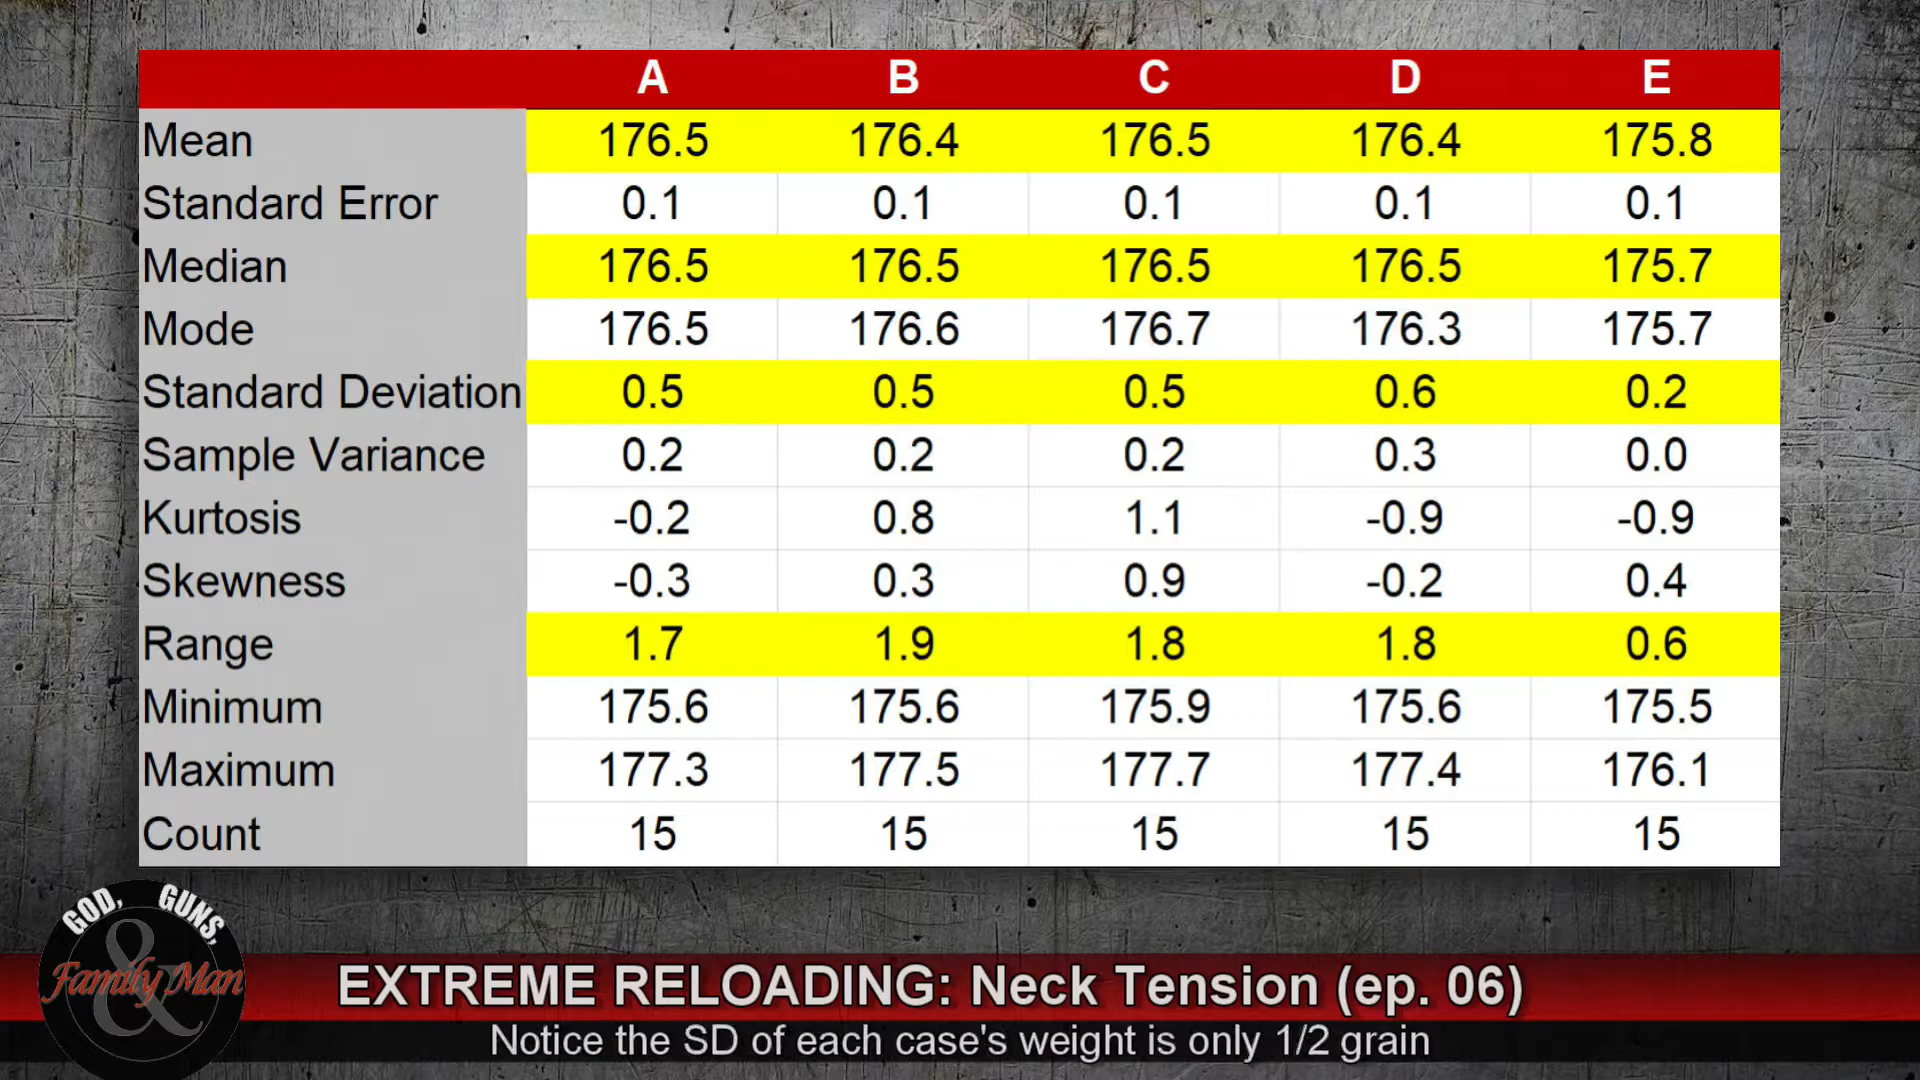 A B C D E
Mean 176.5 176.4 176.5 176.4 175.8
Standard Error 0.1 0.1 0.1 0.1 0.1
Median 176.5 176.5 176.5 176.5 175.7
Mode 176.5 176.6 176.7 176.3 175.7
Standard Deviation 0.5 0.5 0.5 0.6 0.2
Sample Variance 0.2 0.2 0.2 0.3 0.0
Kurtosis -0.2 0.8 1.1 -0.9 -0.9
Skewness -0.3 0.3 0.9 -0.2 0.4
Range 1.7 1.9 1.8 1.8 0.6
Minimum 175.6 175.6 175.9 175.6 175.5
Maximum 177.3 177.5 177.7 177.4 176.1
Count 15 15 15 15 15
GOD, GUNS,
&
Family Man
EXTREME RELOADING: Neck Tension (ep. 06)
Notice the SD of each case's weight is only 1/2 grain